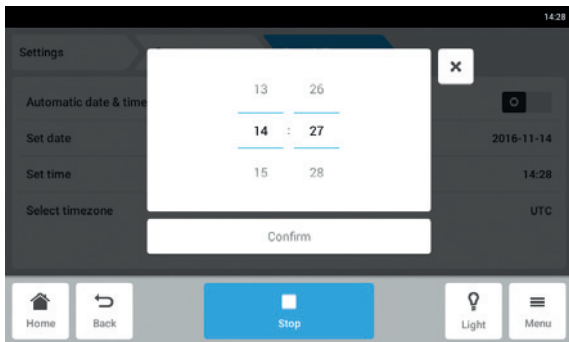 14:28
Settings
Automatic date & time
Set date 2016-11-14
Set time 14:28
Select timezone UTC
13 26
14 : 27
15 28
Confirm
Home Back Stop Light Menu